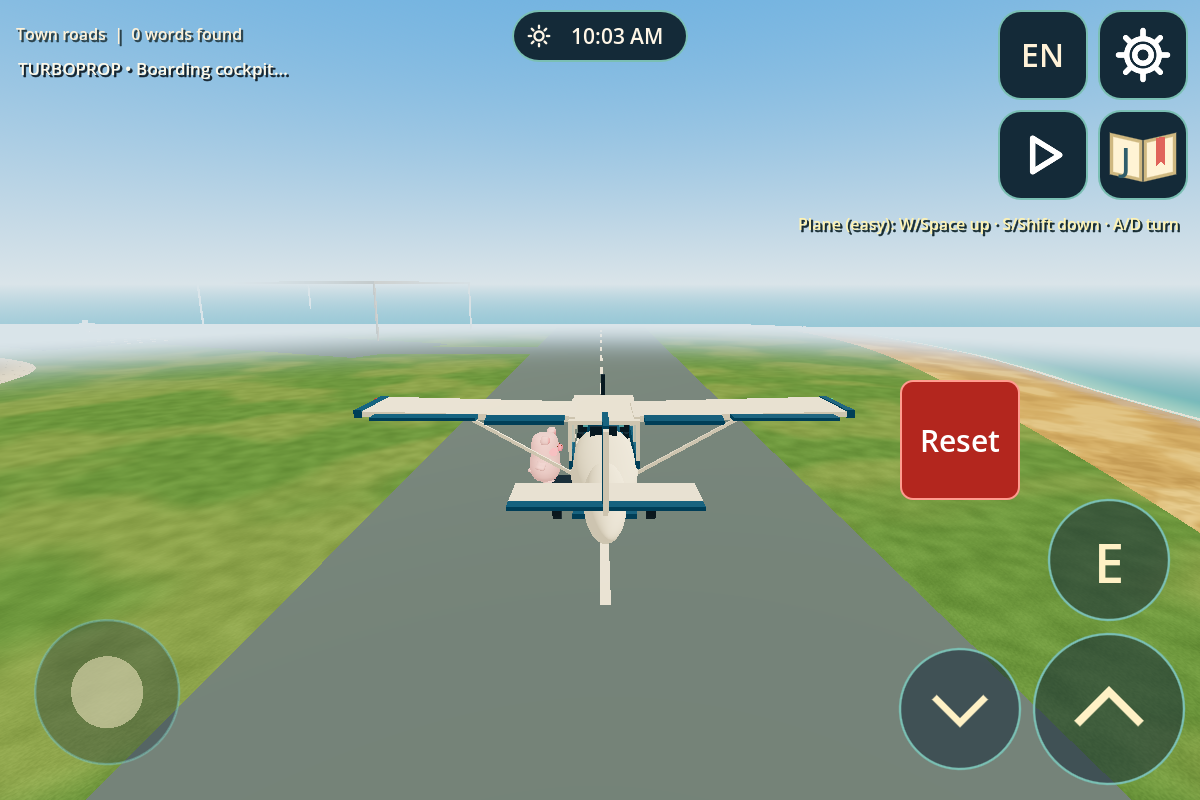 Town roads | 0 words found
TURBOPROP • Boarding cockpit...
10:03 AM
EN
J
Plane (easy): W/Space up · S/Shift down · A/D turn
Reset
E